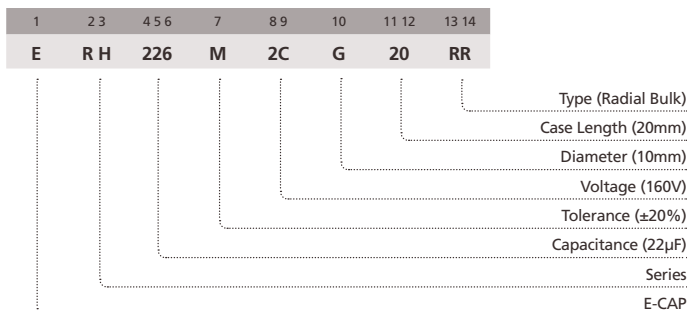 1 2 3 4 5 6 7 8 9 10 11 12 13 14
E R H 226 M 2C G 20 RR
Type (Radial Bulk)
Case Length (20mm)
Diameter (10mm)
Voltage (160V)
Tolerance (±20%)
Capacitance (22µF)
Series
E-CAP